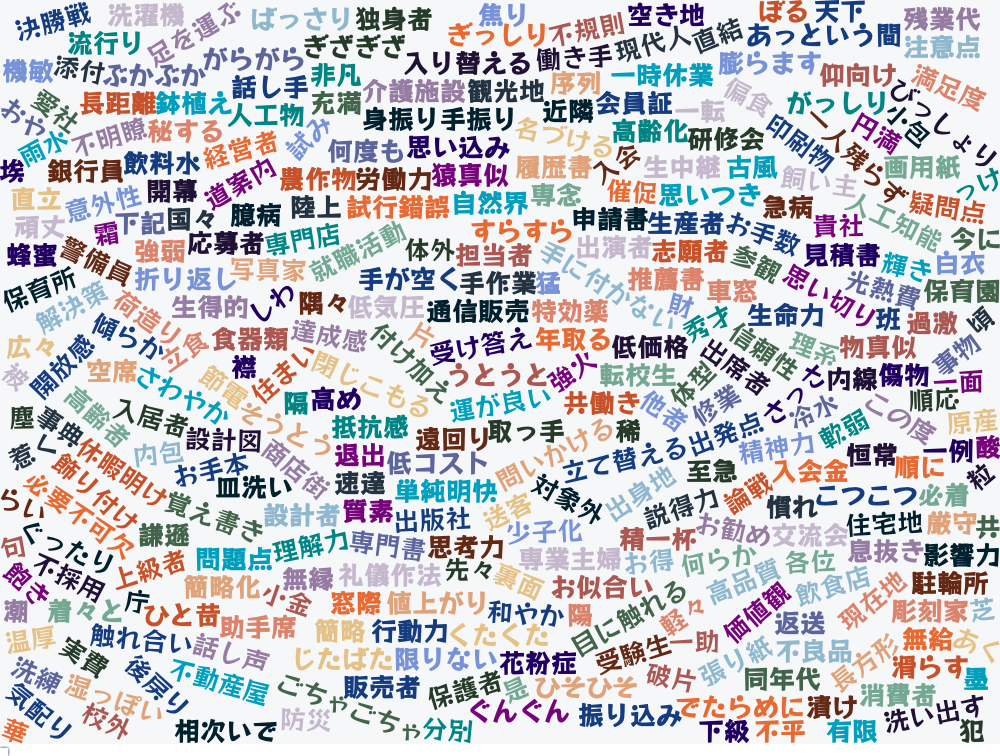 決勝戦
洗濯機
足を運ぶ
ばっさり
独身者
焦り
ぎっしり
不規則
空き地
ぼる
天下
残業代
流行り
ぎざぎざ
現代人
直結
あっという間
注意点
機敏
添付
ぶかぶか
がらがら
話し手
非凡
入り替える
働き手
序列
一時休業
膨らます
仰向け
満足度
愛社
長距離
鉢植え
人工物
充満
介護施設
観光地
近隣
会員証
一転
偏食
がっしり
小包
びっしょり
おや
雨水
不明瞭
秘する
経営者
試み
身振り手振り
名づける
高齢化
研修会
印刷物
一人残らず
円満
埃
銀行員
飲料水
道案内
何度も
思い込み
履歴書
入会
生中継
古風
飼い主
画用紙
っけ
直立
意外性
開幕
農作物
労働力
猿真似
専念
催促
思いつき
急病
人工知能
疑問点
頑丈
霜
下記
国々
臆病
陸上
試行錯誤
自然界
申請書
生産者
お手数
貴社
今に
蜂蜜
警備員
強弱
応募者
専門店
就職活動
体外
担当者
すらすら
出演者
志願者
参観
見積書
輝き
白衣
保育所
折り返し
写真家
手が空く
手作業
猛
手に付かない
推薦書
車窓
思い切り
光熱費
保育園
解決策
荷造り
生得的
しわ
隅々
低気圧
通信販売
特効薬
財
秀才
生命力
班
過激
頃
広々
開放感
傾らか
立食
食器類
達成感
片
付け加え
受け答え
年取る
低価格
出席者
信頼性
理系
物真似
事物
空席
さわやか
襟
節電
住まい
閉じこもる
うとうと
強火
転校生
体型
さっさ
内線
傷物
一面
塵
事典
高齢者
入居者
隔
高め
そうとう
運が良い
共働き
他者
修業
冷水
この度
順応
原産
惹く
休暇明け
内包
設計図
商店街
抵抗感
遠回り
取っ手
問いかける
稀
立て替える
出発点
精神力
軟弱
恒常
一例
酸
飾り付け
お手本
皿洗い
退出
低コスト
速達
単純明快
対象外
出身地
至急
入会金
順に
粒
らい
必要不可欠
覚え書き
設計者
質素
出版社
送客
説得力
論戦
慣れ
こつこつ
必着
ぐったり
謙遜
問題点
理解力
専門書
思考力
少子化
精一杯
お勧め
交流会
住宅地
厳守
共
句
不採用
上級者
簡略化
無縁
礼儀作法
先々
専業主婦
お得
何らか
各位
息抜き
影響力
飽き
着々と
庁
ひと昔
小金
窓際
値上がり
裏面
お似合い
高品質
飲食店
現在地
駐輪所
潮
温厚
触れ合い
助手席
簡略
行動力
くたくた
和やか
陽
目に触れる
軽々
価値観
返送
彫刻家
芝
実費
話し声
じたばた
限りない
花粉症
受験生
一助
張り紙
不良品
長方形
無給
あく
洗練
湿っぽい
後戻り
不動産屋
ごちゃごちゃ
販売者
保護者
ひそひそ
破片
同年代
消費者
滑らす
墨
気配り
校外
華
相次いで
防災
分別
ぐんぐん
振り込み
でたらめに
下級
不平
漬け
有限
洗い出す
犯